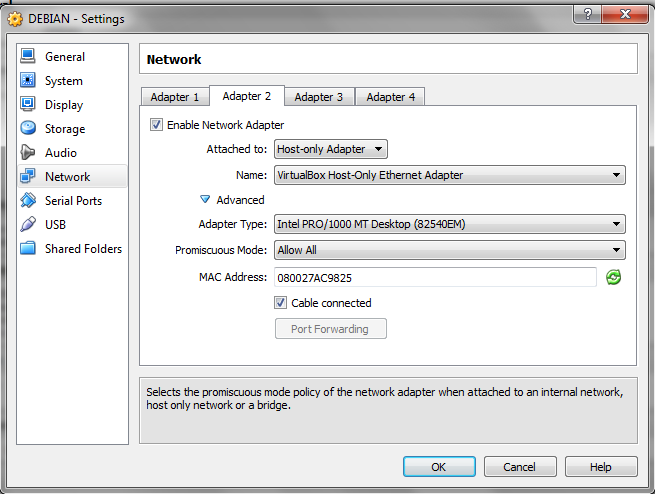 DEBIAN - Settings
General
System
Display
Storage
Audio
Network
Serial Ports
USB
Shared Folders
Network
Adapter 1 Adapter 2 Adapter 3 Adapter 4
Enable Network Adapter
Attached to: Host-only Adapter
Name: VirtualBox Host-Only Ethernet Adapter
Advanced
Adapter Type: Intel PRO/1000 MT Desktop (82540EM)
Promiscuous Mode: Allow All
MAC Address: 080027AC9825
Cable connected
Port Forwarding
Selects the promiscuous mode policy of the network adapter when attached to an internal network,
host only network or a bridge.
OK Cancel Help